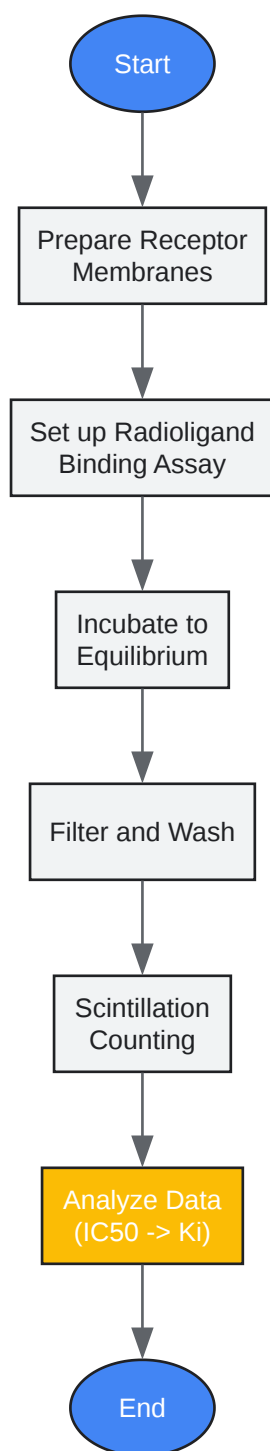 Start
Prepare Receptor
Membranes
Set up Radioligand
Binding Assay
Incubate to
Equilibrium
Filter and Wash
Scintillation
Counting
Analyze Data
(IC50 -> Ki)
End